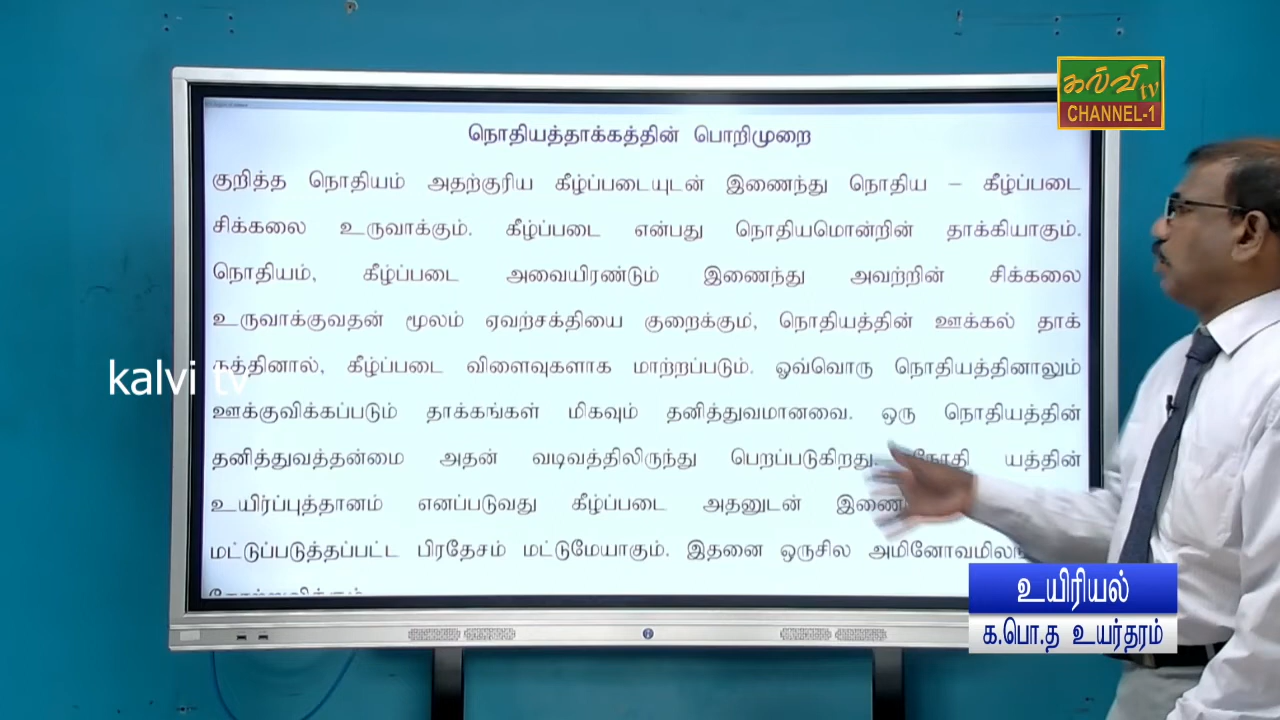 நொதியத்தாக்கத்தின் பொறிமுறை
குறித்த நொதியம் அதற்குரிய கீழ்ப்படையுடன் இணைந்து நொதிய – கீழ்ப்படை
சிக்கலை உருவாக்கும். கீழ்ப்படை என்பது நொதியமொன்றின் தாக்கியாகும்.
நொதியம், கீழ்ப்படை அவையிரண்டும் இணைந்து அவற்றின் சிக்கலை
உருவாக்குவதன் மூலம் ஏவற்சக்தியை குறைக்கும், நொதியத்தின் ஊக்கல் தாக்
கத்தினால், கீழ்ப்படை விளைவுகளாக மாற்றப்படும். ஒவ்வொரு நொதியத்தினாலும்
ஊக்குவிக்கப்படும் தாக்கங்கள் மிகவும் தனித்துவமானவை. ஒரு நொதியத்தின்
தனித்துவத்தன்மை அதன் வடிவத்திலிருந்து பெறப்படுகிறது. யத்தின்
உயிர்ப்புத்தானம் எனப்படுவது கீழ்ப்படை அதனுடன்
மட்டுப்படுத்தப்பட்ட பிரதேசம் மட்டுமேயாகும். இதனை ஒருசில
கல்வி tv
CHANNEL-1
kalvi tv
உயிரியல்
க.பொ.த உயர்தரம்